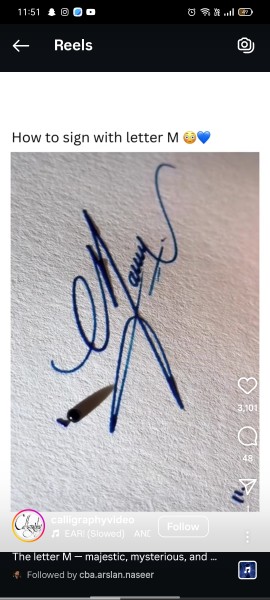 11:51
Reels
How to sign with letter M 😳💙
3,101
48
calligraphyvideo
EARI (Slowed)
Follow
The letter M — majestic, mysterious, and ...
Followed by cba.arslan.naseer